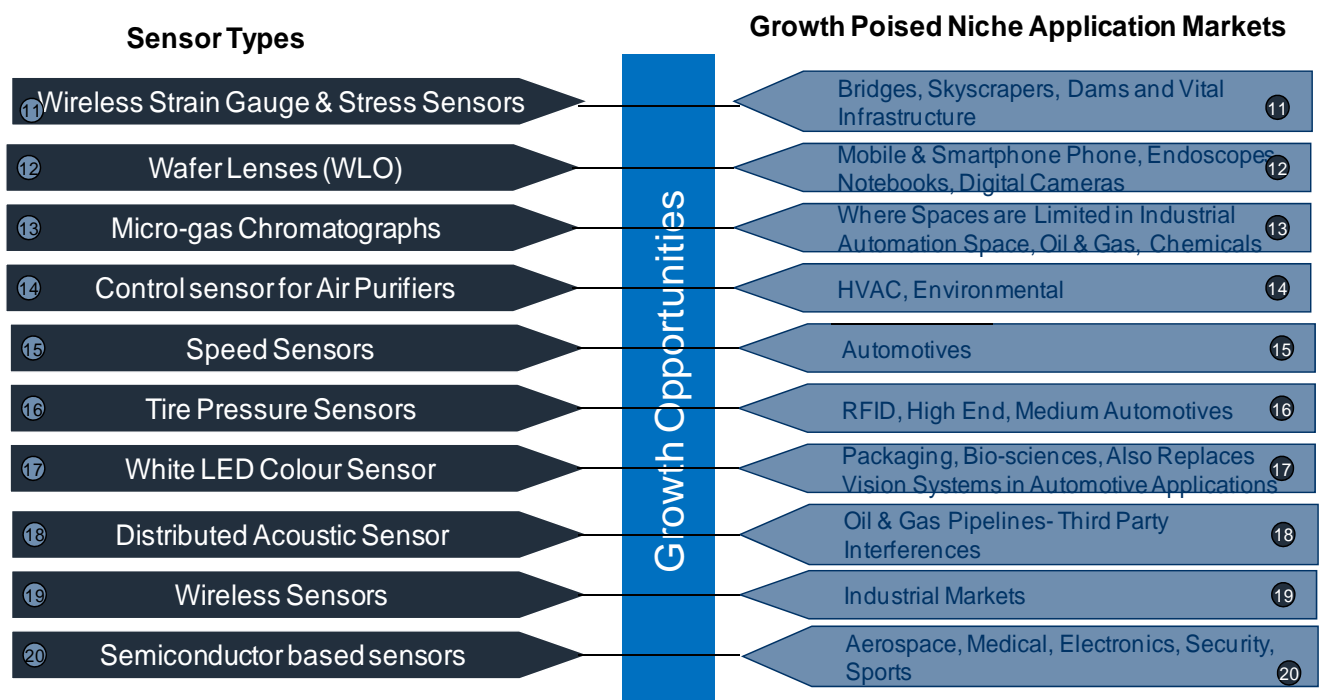 Sensor Types
Growth Poised Niche Application Markets
11 Wireless Strain Gauge & Stress Sensors
Bridges, Skyscrapers, Dams and Vital
Infrastructure
11
12 Wafer Lenses (WLO)
Mobile & Smartphone Phone, Endoscopes,
Notebooks, Digital Cameras
12
13 Micro-gas Chromatographs
Where Spaces are Limited in Industrial
Automation Space, Oil & Gas, Chemicals
13
14 Control sensor for Air Purifiers
HVAC, Environmental 14
15 Speed Sensors
Automotives 15
16 Tire Pressure Sensors
RFID, High End, Medium Automotives 16
17 White LED Colour Sensor
Packaging, Bio-sciences, Also Replaces
Vision Systems in Automotive Applications
17
18 Distributed Acoustic Sensor
Oil & Gas Pipelines- Third Party
Interferences
18
19 Wireless Sensors
Industrial Markets 19
20 Semiconductor based sensors
Aerospace, Medical, Electronics, Security,
Sports
20
Growth Opportunities